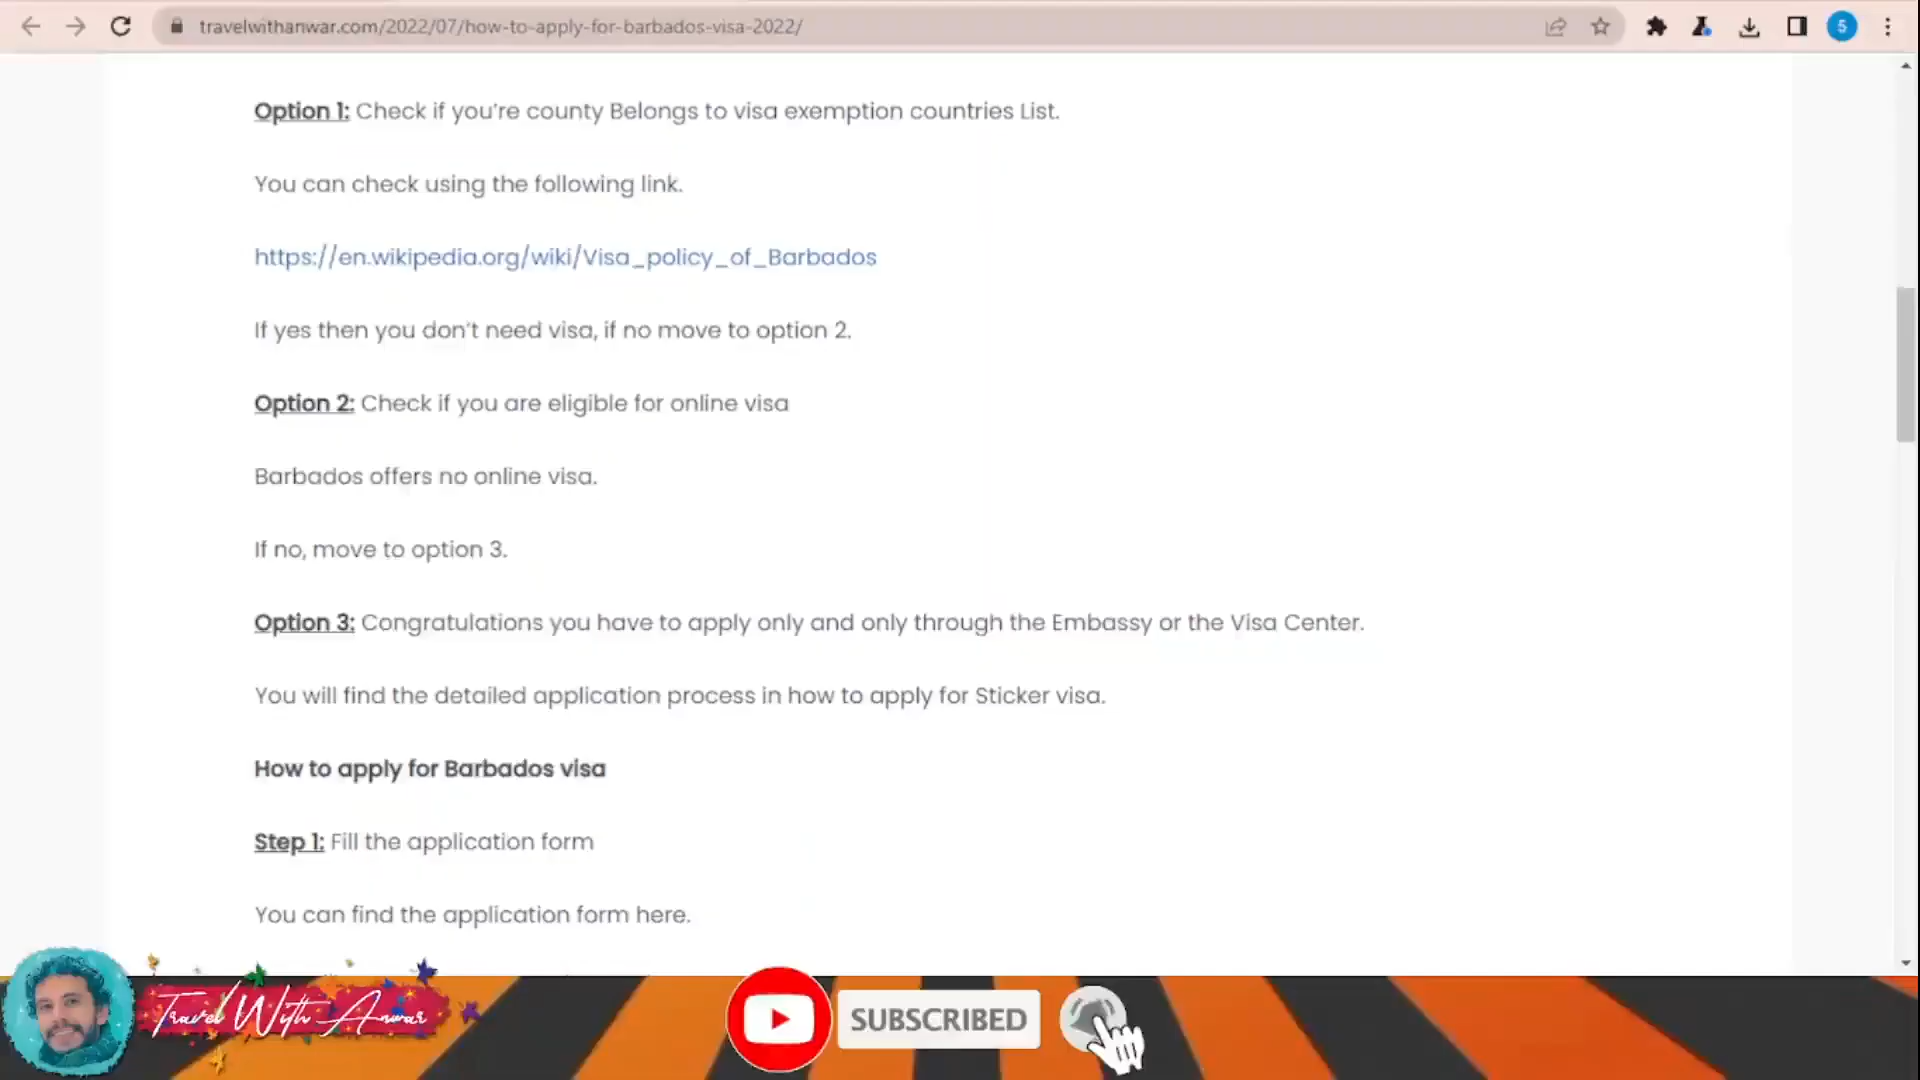 travelwithanwar.com/2022/07/how-to-apply-for-barbados-visa-2022/
5
Option 1: Check if you're county Belongs to visa exemption countries List.
You can check using the following link.
https://en.wikipedia.org/wiki/Visa_policy_of_Barbados
If yes then you don't need visa, if no move to option 2.
Option 2: Check if you are eligible for online visa
Barbados offers no online visa.
If no, move to option 3.
Option 3: Congratulations you have to apply only and only through the Embassy or the Visa Center.
You will find the detailed application process in how to apply for Sticker visa.
How to apply for Barbados visa
Step 1: Fill the application form
You can find the application form here.
Travel With Anwar
SUBSCRIBED